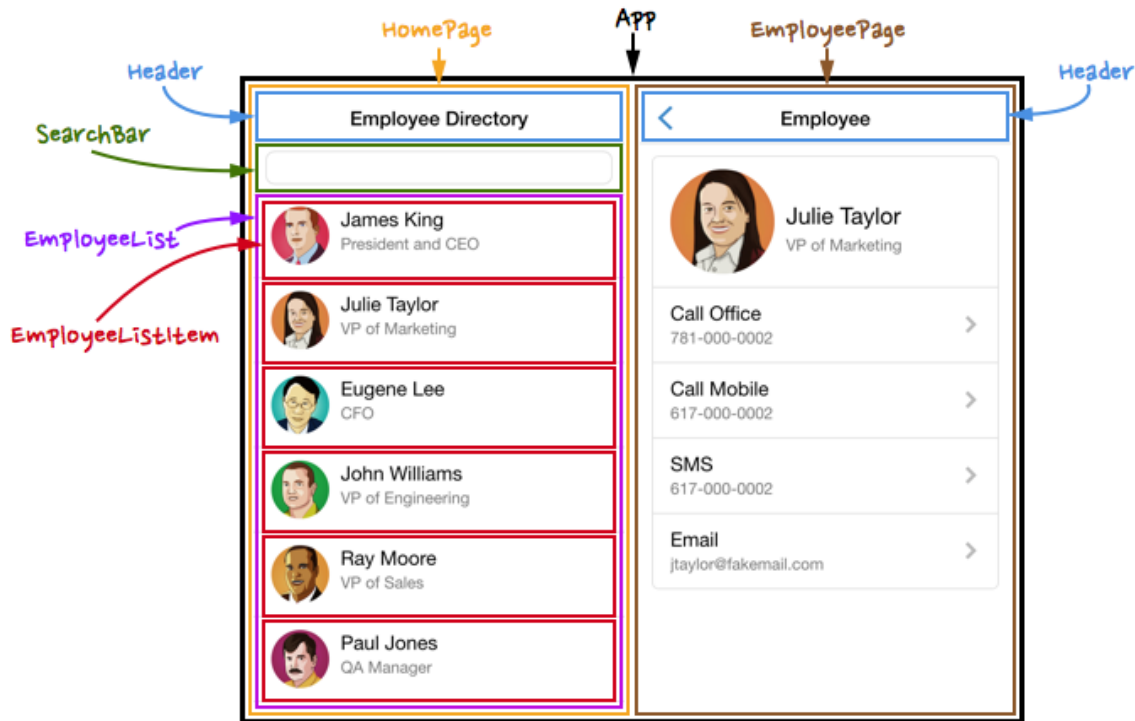 App
HomePage
EmployeePage
Header
Header
SearchBar
EmployeeList
EmployeeListItem
Employee Directory
James King
President and CEO
Julie Taylor
VP of Marketing
Eugene Lee
CFO
John Williams
VP of Engineering
Ray Moore
VP of Sales
Paul Jones
QA Manager
Employee
Julie Taylor
VP of Marketing
Call Office
781-000-0002
Call Mobile
617-000-0002
SMS
617-000-0002
Email
jtaylor@fakemail.com